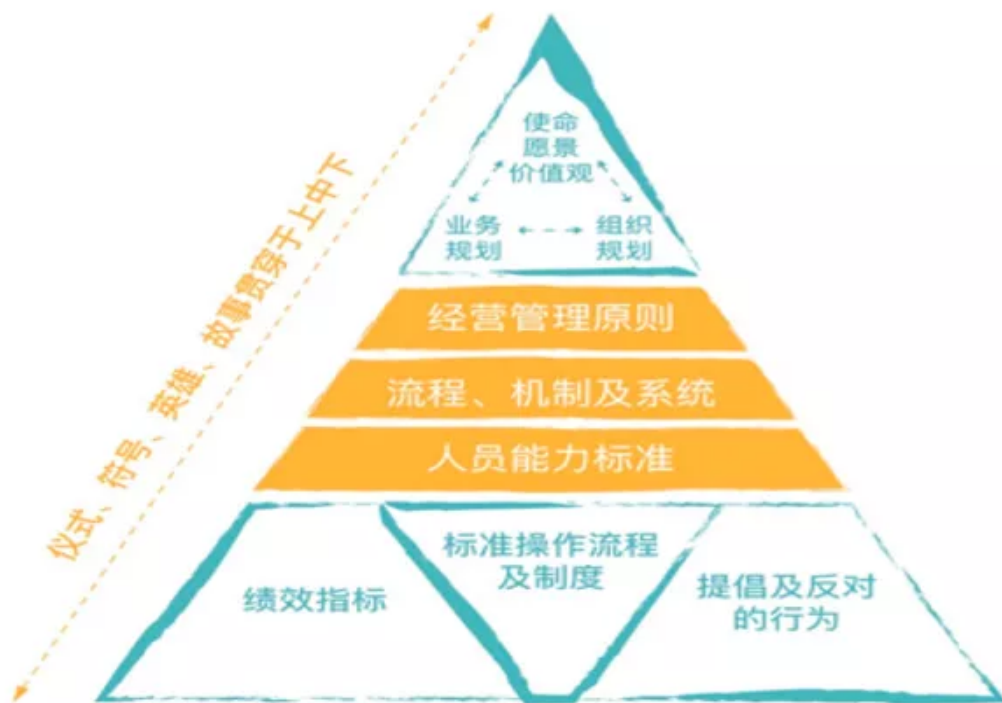 仪式、符号、英雄、故事贯穿于上中下
使命
愿景
价值观
业务
规划
组织
规划
经营管理原则
流程、机制及系统
人员能力标准
绩效指标
标准操作流程
及制度
提倡及反对
的行为